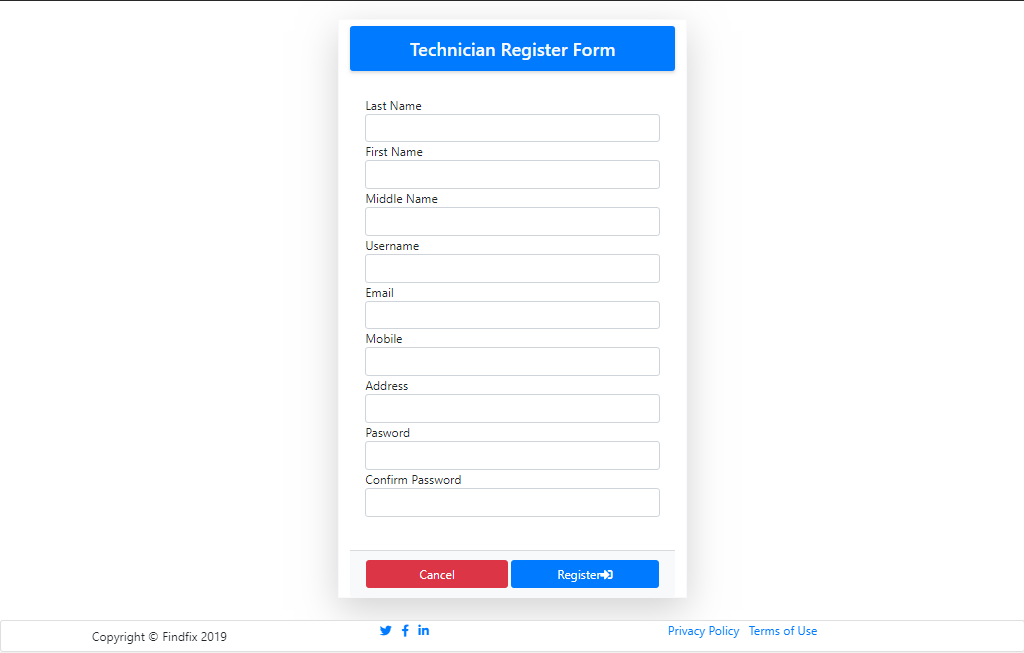 Technician Register Form
Last Name
First Name
Middle Name
Username
Email
Mobile
Address
Pasword
Confirm Password
Cancel Register
Copyright © Findfix 2019 Privacy Policy Terms of Use